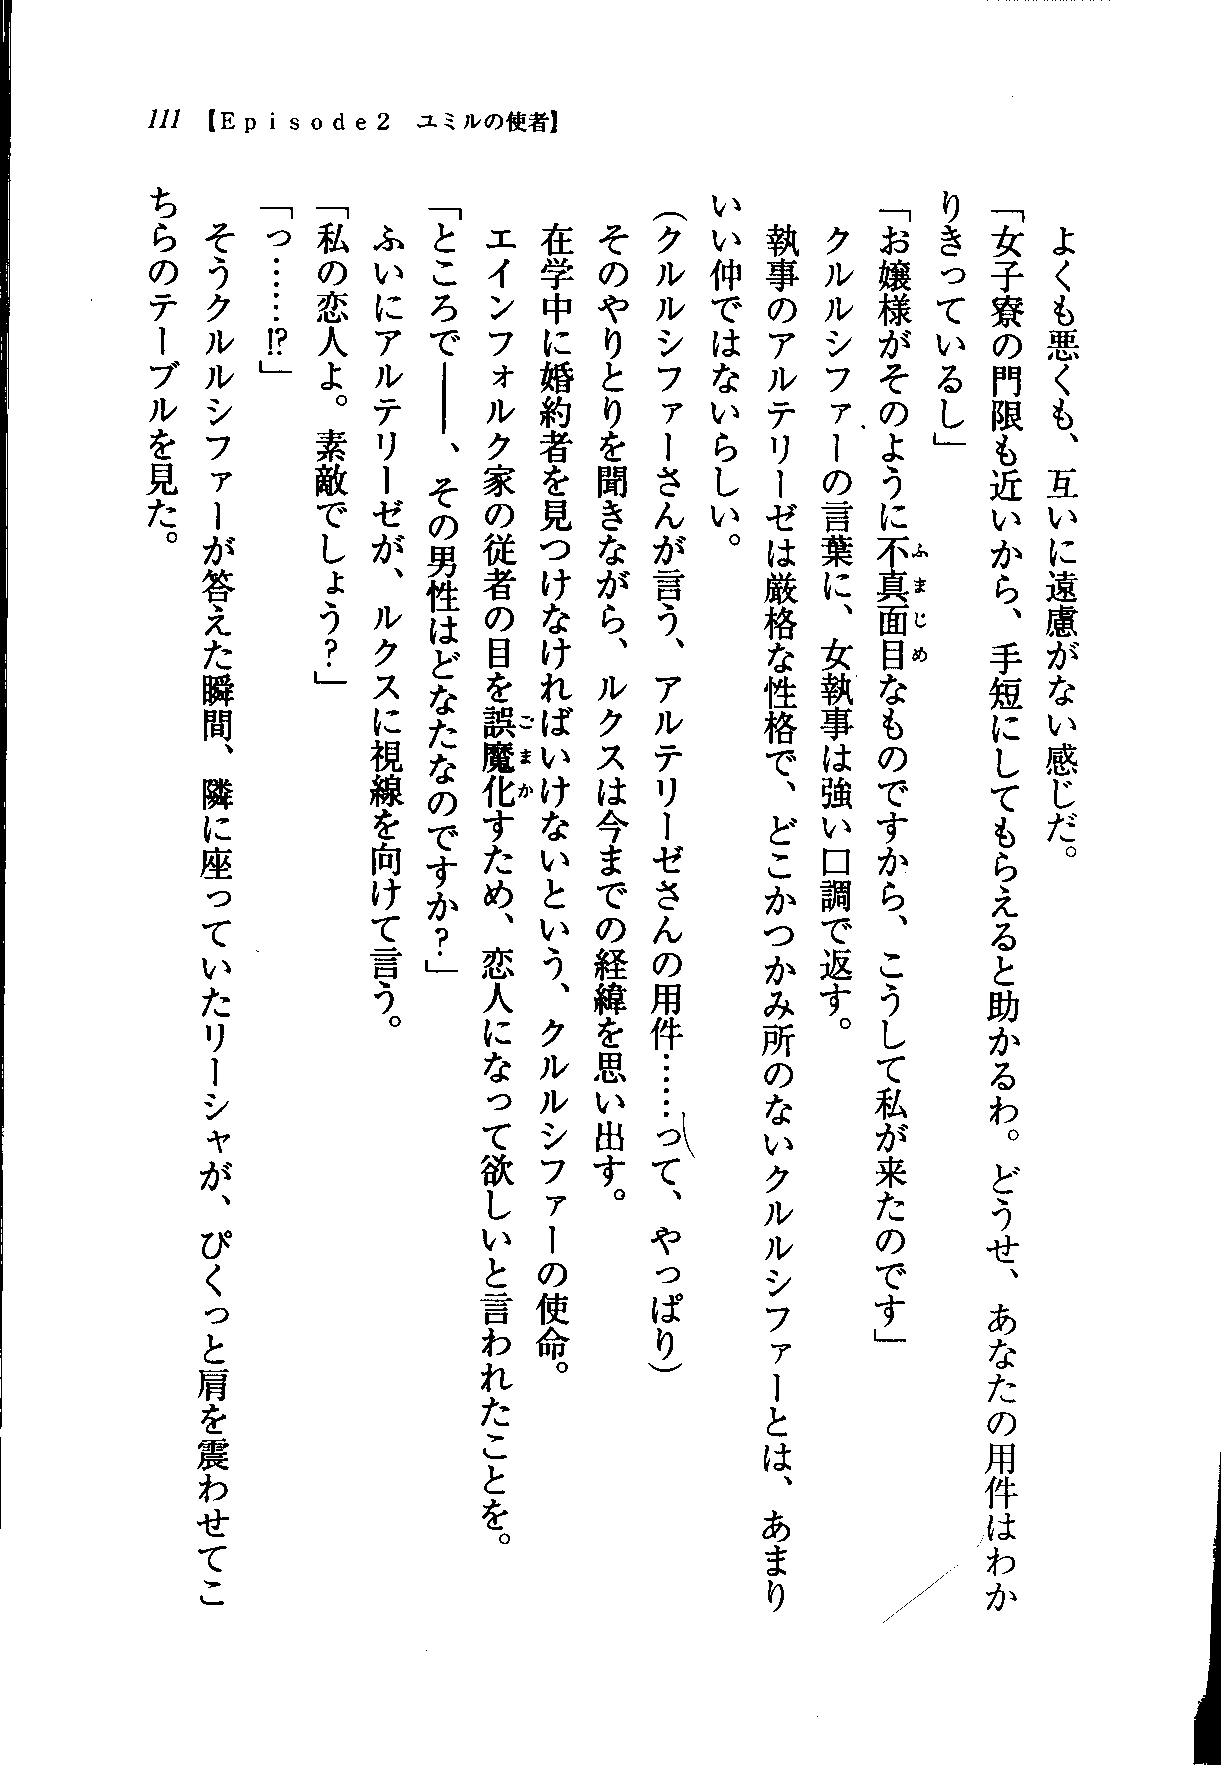 111 【Episode2　ユミルの使者】
よくも悪くも、互いに遠慮がない感じだ。
「女子寮の門限も近いから、手短にしてもらえると助かるわ。どうせ、あなたの用件はわか
りきっているし」
「お嬢様がそのように不真面目なものですから、こうして私が来たのです」
クルルシファーの言葉に、女執事は強い口調で返す。
執事のアルテリーゼは厳格な性格で、どこかつかみ所のないクルルシファーとは、あまり
いい仲ではないらしい。
（クルルシファーさんが言う、アルテリーゼさんの用件……って、やっぱり）
そのやりとりを聞きながら、ルクスは今までの経緯を思い出す。
在学中に婚約者を見つけなければいけないという、クルルシファーの使命。
エインフォルク家の従者の目を誤魔化すため、恋人になって欲しいと言われたことを。
「ところで――、その男性はどなたなのですか？」
ふいにアルテリーゼが、ルクスに視線を向けて言う。
「私の恋人よ。素敵でしょう？」
「っ……!?」
そうクルルシファーが答えた瞬間、隣に座っていたリーシャが、ぴくっと肩を震わせてこ
ちらのテーブルを見た。
ふまじめ
ごまか